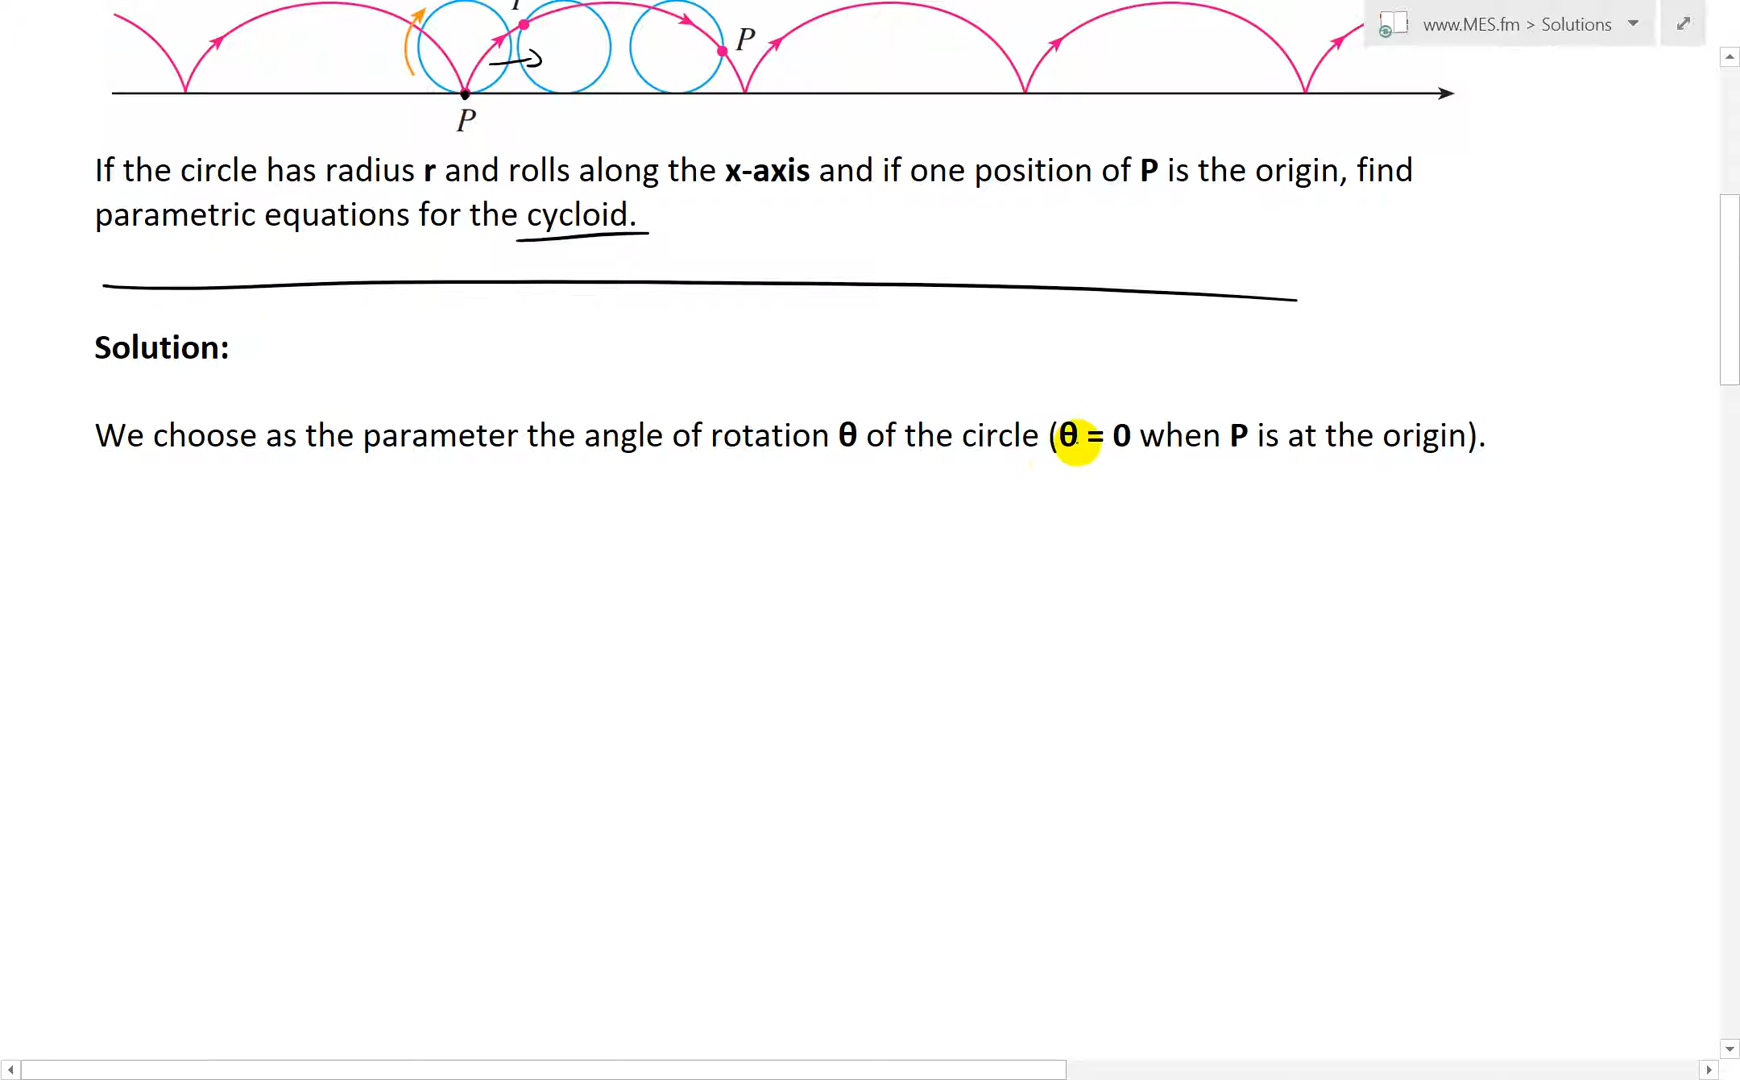 www.MES.fm > Solutions
P
P
If the circle has radius r and rolls along the x-axis and if one position of P is the origin, find
parametric equations for the cycloid.
Solution:
We choose as the parameter the angle of rotation θ of the circle (θ = 0 when P is at the origin).